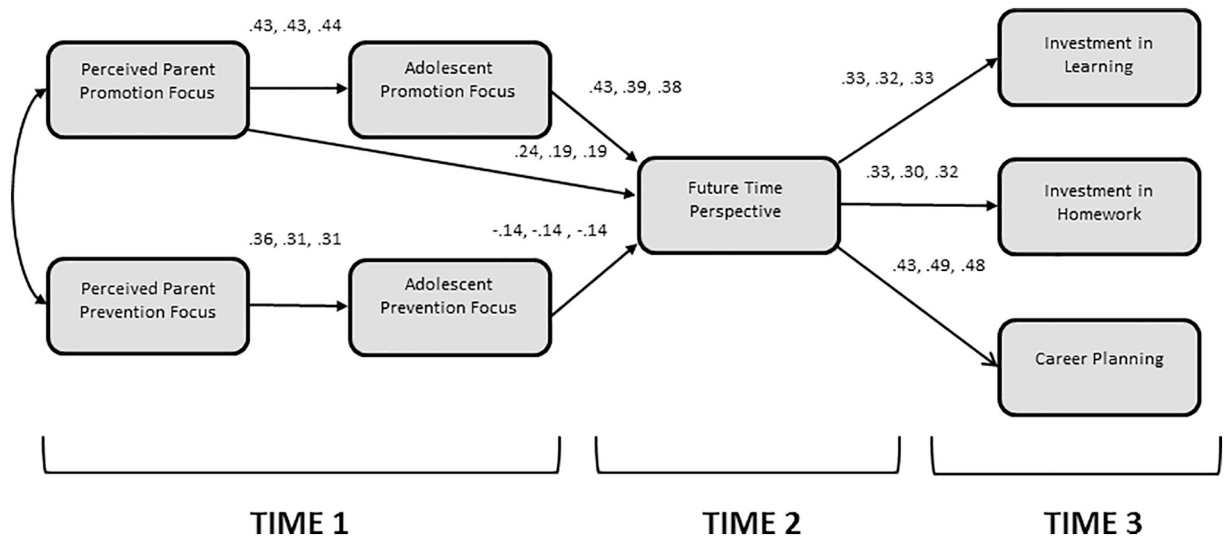 .43, .43, .44
Perceived Parent
Promotion Focus
Adolescent
Promotion Focus
.43, .39, .38
.24, .19, .19
Perceived Parent
Prevention Focus
.36, .31, .31
Adolescent
Prevention Focus
-.14, -.14 , -.14
Future Time
Perspective
.33, .32, .33
Investment in
Learning
.33, .30, .32
Investment in
Homework
.43, .49, .48
Career Planning
TIME 1
TIME 2
TIME 3